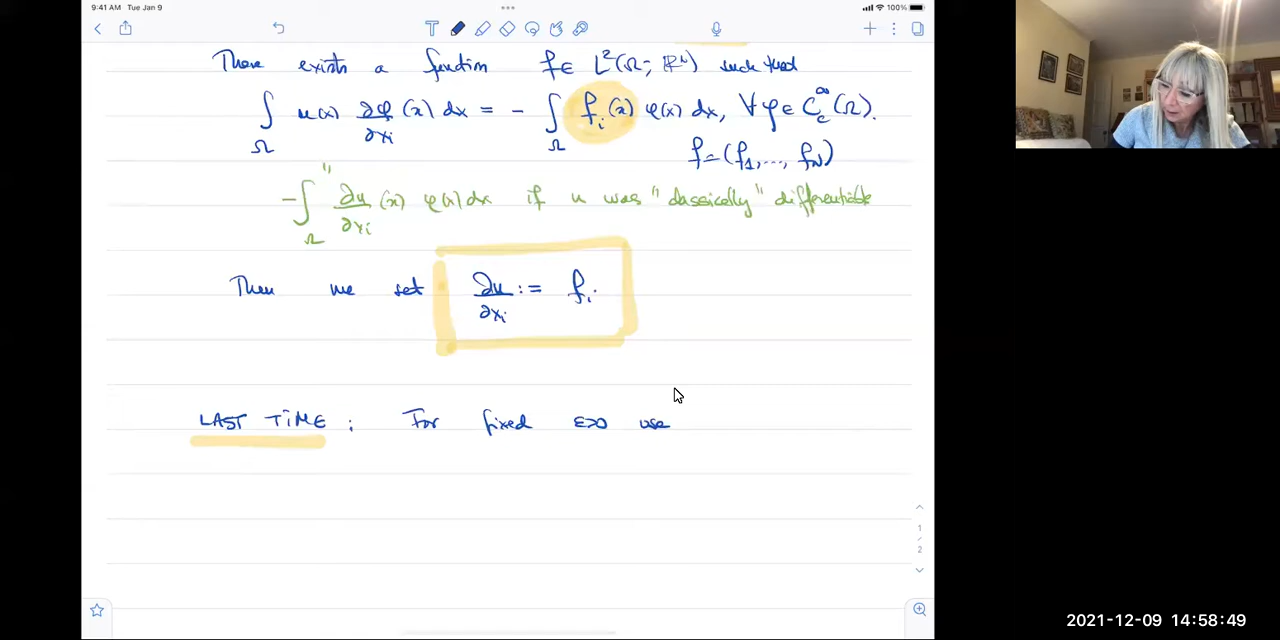 9:41 AM Tue Jan 9
100%
There exists a function f ∈ L²(Ω; ℝᴺ) such that
∫_Ω u(x) ∂φ/∂xᵢ (x) dx = - ∫_Ω fᵢ(x) φ(x) dx, ∀ φ ∈ C_c^∞(Ω).
f = (f₁, ..., f_N)
"
- ∫_Ω ∂u/∂xᵢ (x) φ(x) dx if u was "classically" differentiable
Then we set ∂u/∂xᵢ := fᵢ
LAST TIME : For fixed ε>0 use
1
/
2
2021-12-09 14:58:49